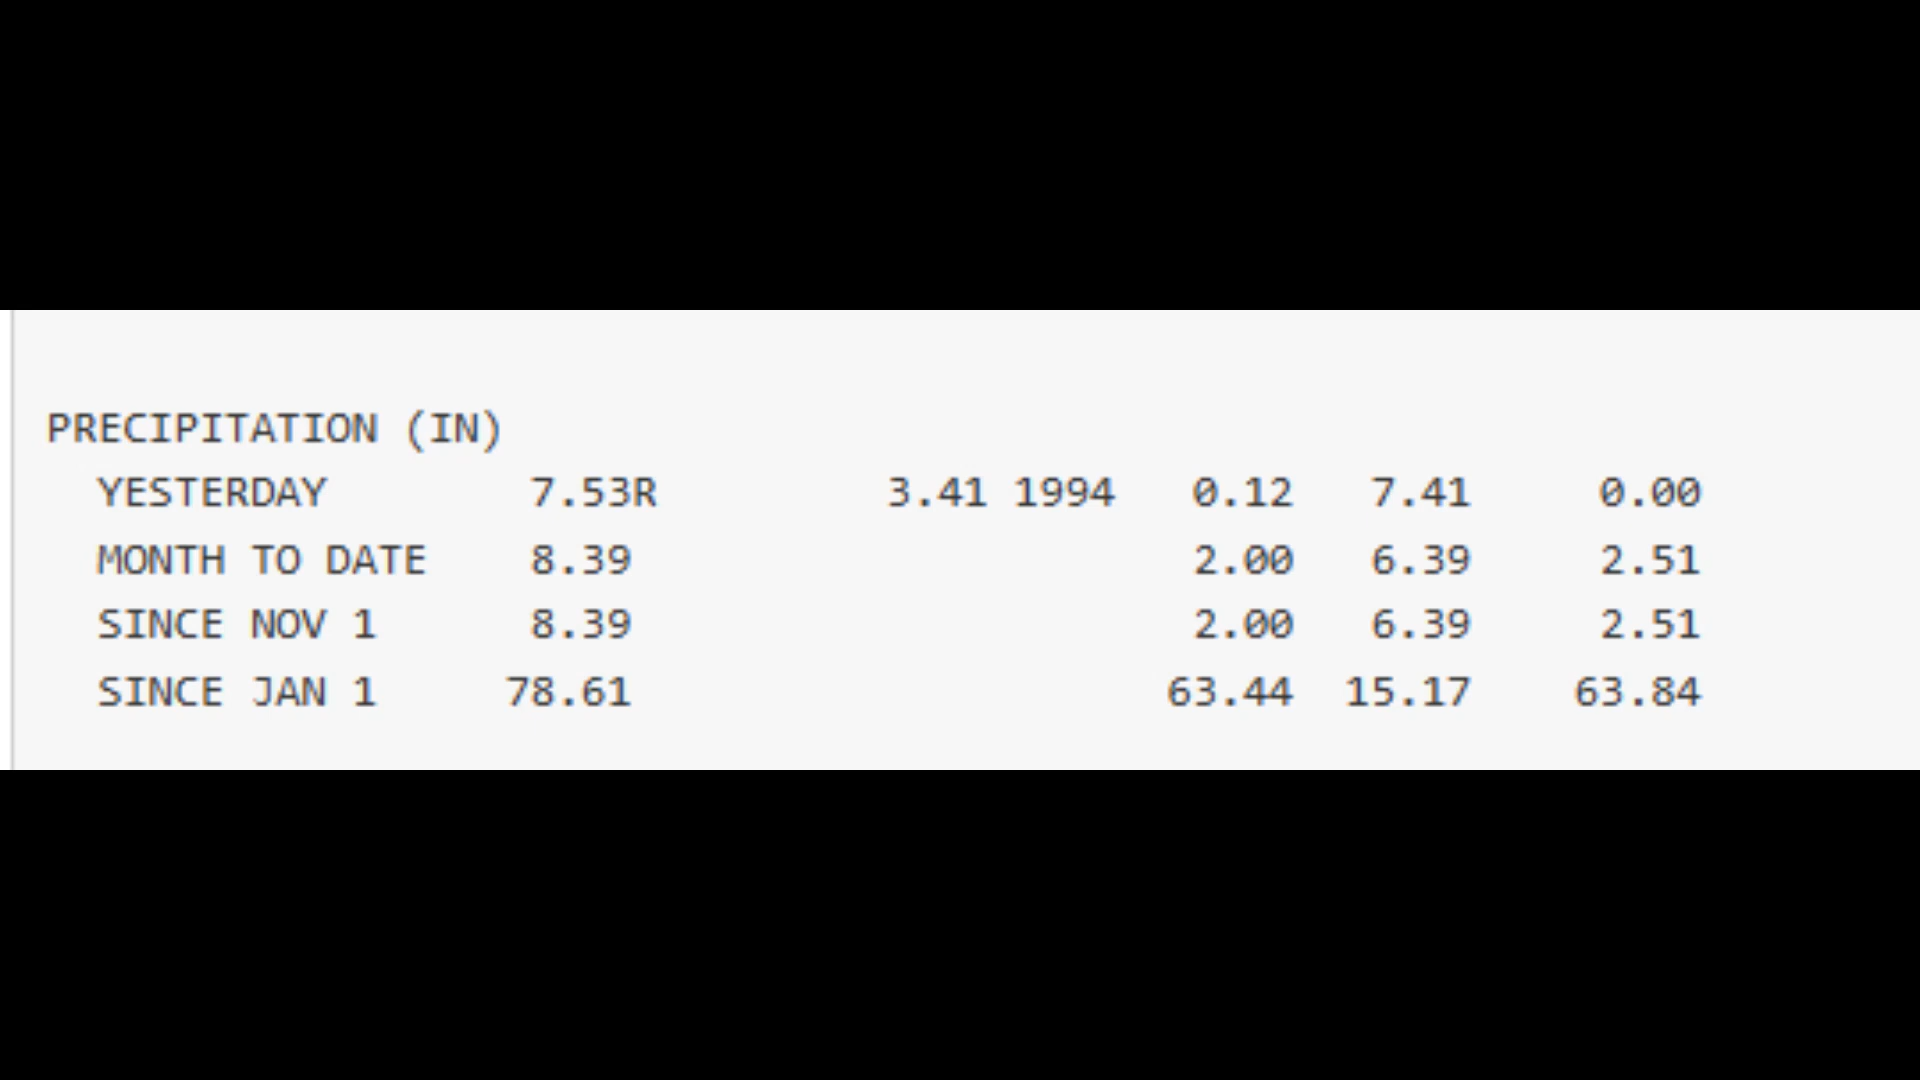 PRECIPITATION (IN)
YESTERDAY 7.53R 3.41 1994 0.12 7.41 0.00
MONTH TO DATE 8.39 2.00 6.39 2.51
SINCE NOV 1 8.39 2.00 6.39 2.51
SINCE JAN 1 78.61 63.44 15.17 63.84